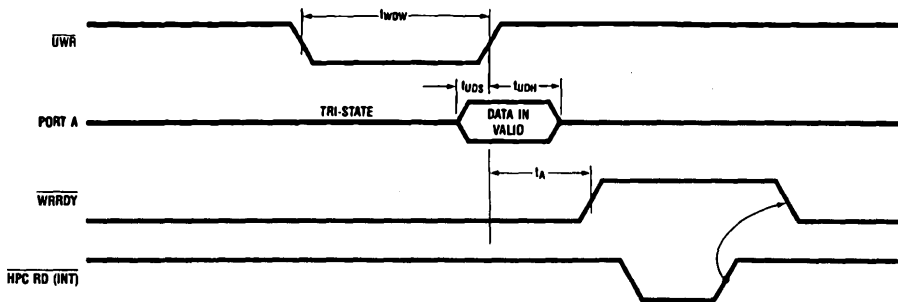 tWDW
UWR
tUDS tUDH
TRI-STATE
PORT A
DATA IN
VALID
tA
WRRDY
HPC RD (INT)